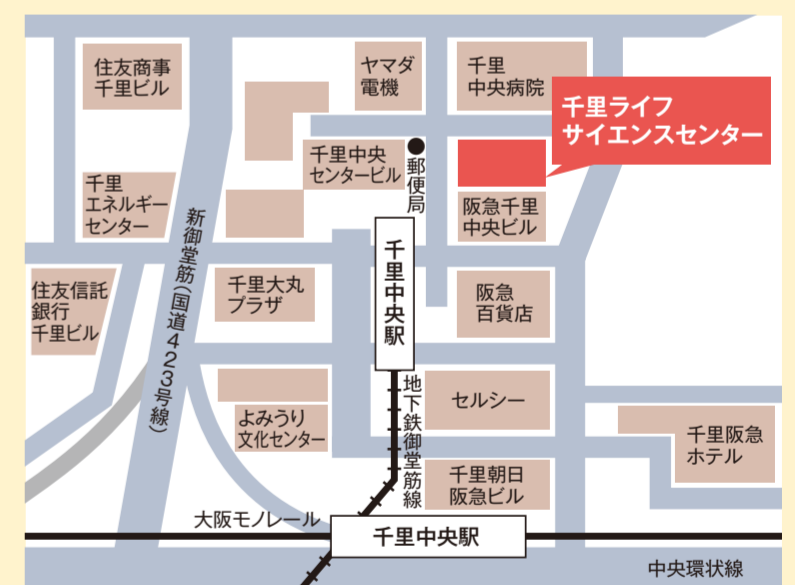 住友商事
千里ビル
ヤマダ
電機
千里
中央病院
千里ライフ
サイエンスセンター
千里中央
センタービル
郵便局
千里
エネルギー
センター
阪急千里
中央ビル
新御堂筋(国道423号線)
千里中央駅
住友信託
銀行
千里ビル
千里大丸
プラザ
阪急
百貨店
地下鉄御堂筋線
セルシー
よみうり
文化センター
千里阪急
ホテル
千里朝日
阪急ビル
大阪モノレール
千里中央駅
中央環状線